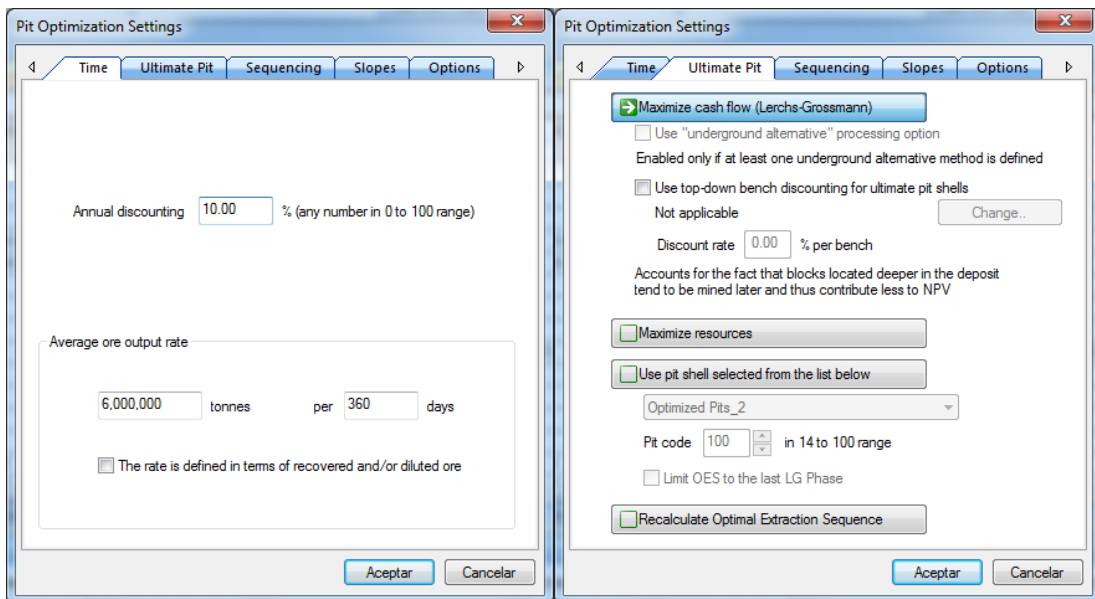 Pit Optimization Settings
x
Time
Ultimate Pit
Sequencing
Slopes
Options
Annual discounting
10.00
% (any number in 0 to 100 range)
Average ore output rate
6,000,000
tonnes
per
360
days
The rate is defined in terms of recovered and/or diluted ore
Aceptar
Cancelar
Pit Optimization Settings
x
Time
Ultimate Pit
Sequencing
Slopes
Options
Maximize cash flow (Lerchs-Grossmann)
Use "underground alternative" processing option
Enabled only if at least one underground alternative method is defined
Use top-down bench discounting for ultimate pit shells
Not applicable
Change..
Discount rate
0.00
% per bench
Accounts for the fact that blocks located deeper in the deposit
tend to be mined later and thus contribute less to NPV
Maximize resources
Use pit shell selected from the list below
Optimized Pits_2
Pit code
100
in 14 to 100 range
Limit OES to the last LG Phase
Recalculate Optimal Extraction Sequence
Aceptar
Cancelar